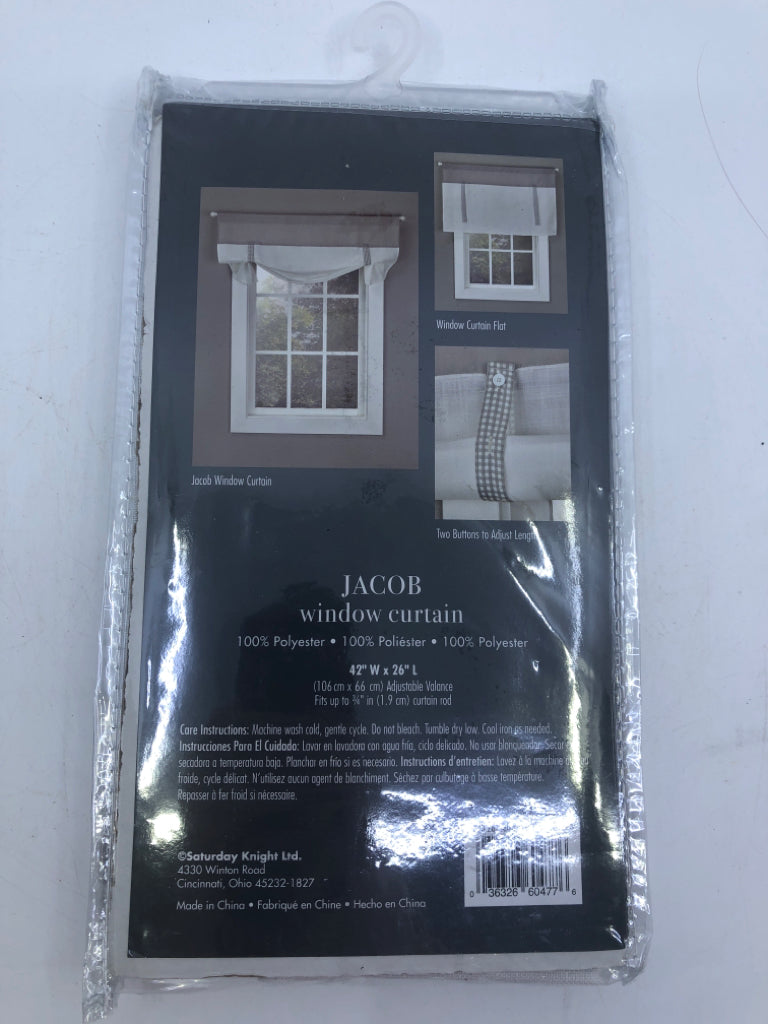 Window Curtain Flat
Jacob Window Curtain
Two Buttons to Adjust Length
JACOB
window curtain
100% Polyester • 100% Poliéster • 100% Polyester
42" W x 26" L
(106 cm x 66 cm) Adjustable Valance
Fits up to ¾" in (1.9 cm) curtain rod
Care Instructions: Machine wash cold, gentle cycle. Do not bleach. Tumble dry low. Cool iron as needed.
Instrucciones Para El Cuidado: Lavar en lavadora con agua fría, ciclo delicado. No usar blanqueador. Secar
secadora a temperatura baja. Planchar en frío si es necesario. Instructions d'entretien: Lavez à la machine
froide, cycle délicat. N'utilisez aucun agent de blanchiment. Séchez par culbutage à basse température.
Repasser à fer froid si nécessaire.
©Saturday Knight Ltd.
4330 Winton Road
Cincinnati, Ohio 45232-1827
Made in China • Fabriqué en Chine • Hecho en China
0 36326 60477 6